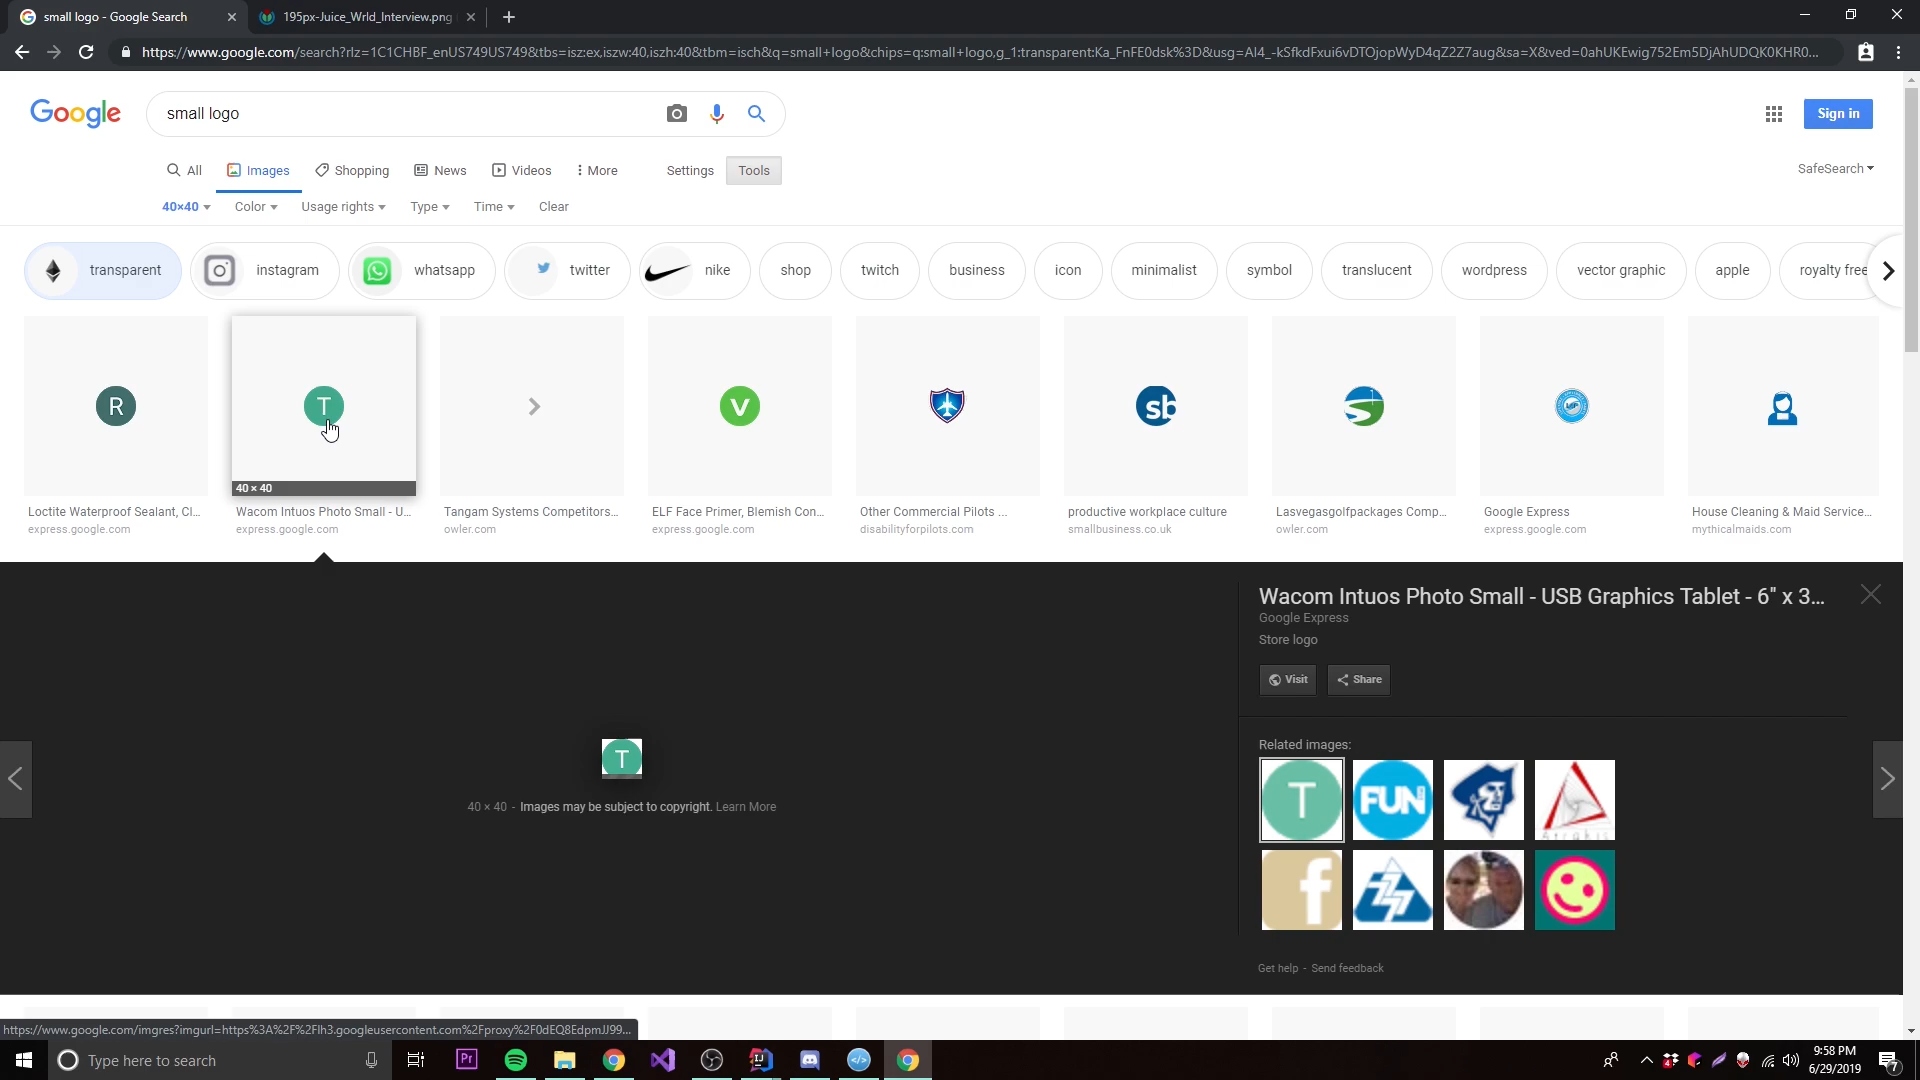 small logo - Google Search
195px-Juice_Wrld_Interview.png
https://www.google.com/search?rlz=1C1CHBF_enUS749US749&tbs=isz:ex,iszw:40,iszh:40&tbm=isch&q=small+logo&chips=q:small+logo,g_1:transparent:Ka_FnFE0dsk%3D&usg=AI4_-kSfkdFxui6vDTOjopWyD4qZ2Z7aug&sa=X&ved=0ahUKEwig752Em5DjAhUDQK0KHR0...
Google
small logo
Sign in
All Images Shopping News Videos More Settings Tools
SafeSearch
40×40 Color Usage rights Type Time Clear
transparent instagram whatsapp twitter nike shop twitch business icon minimalist symbol translucent wordpress vector graphic apple royalty free
R T V sb
40 × 40
Loctite Waterproof Sealant, Cl... Wacom Intuos Photo Small - U... Tangam Systems Competitors... ELF Face Primer, Blemish Con... Other Commercial Pilots ... productive workplace culture Lasvegasgolfpackages Comp... Google Express House Cleaning & Maid Service...
express.google.com express.google.com owler.com express.google.com disabilityforpilots.com smallbusiness.co.uk owler.com express.google.com mythicalmaids.com
Wacom Intuos Photo Small - USB Graphics Tablet - 6" x 3...
Google Express
Store logo
Visit Share
T
40 × 40 - Images may be subject to copyright. Learn More
Related images:
T FUN
f
Get help - Send feedback
https://www.google.com/imgres?imgurl=https%3A%2F%2Flh3.googleusercontent.com%2Fproxy%2F0dEQ8EdpmJJ99...
Type here to search
Pr
IJ
9:58 PM
6/29/2019
7